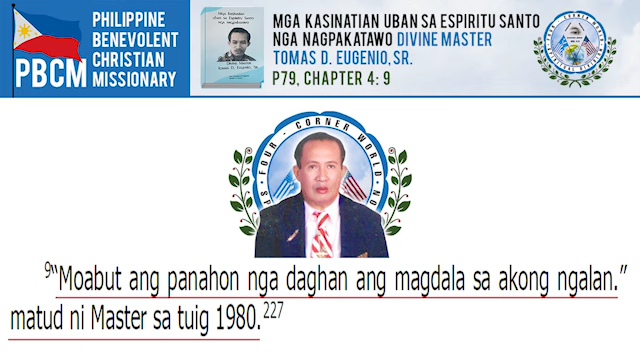 PHILIPPINE
BENEVOLENT
CHRISTIAN
MISSIONARY
PBCM
MGA KASINATIAN UBAN SA ESPIRITU SANTO
NGA NAGPAKATAWO DIVINE MASTER
TOMAS D. EUGENIO, SR.
P79, CHAPTER 4: 9
FOUR - CORNER WORLD
9"Moabut ang panahon nga daghan ang magdala sa akong ngalan."
matud ni Master sa tuig 1980.227